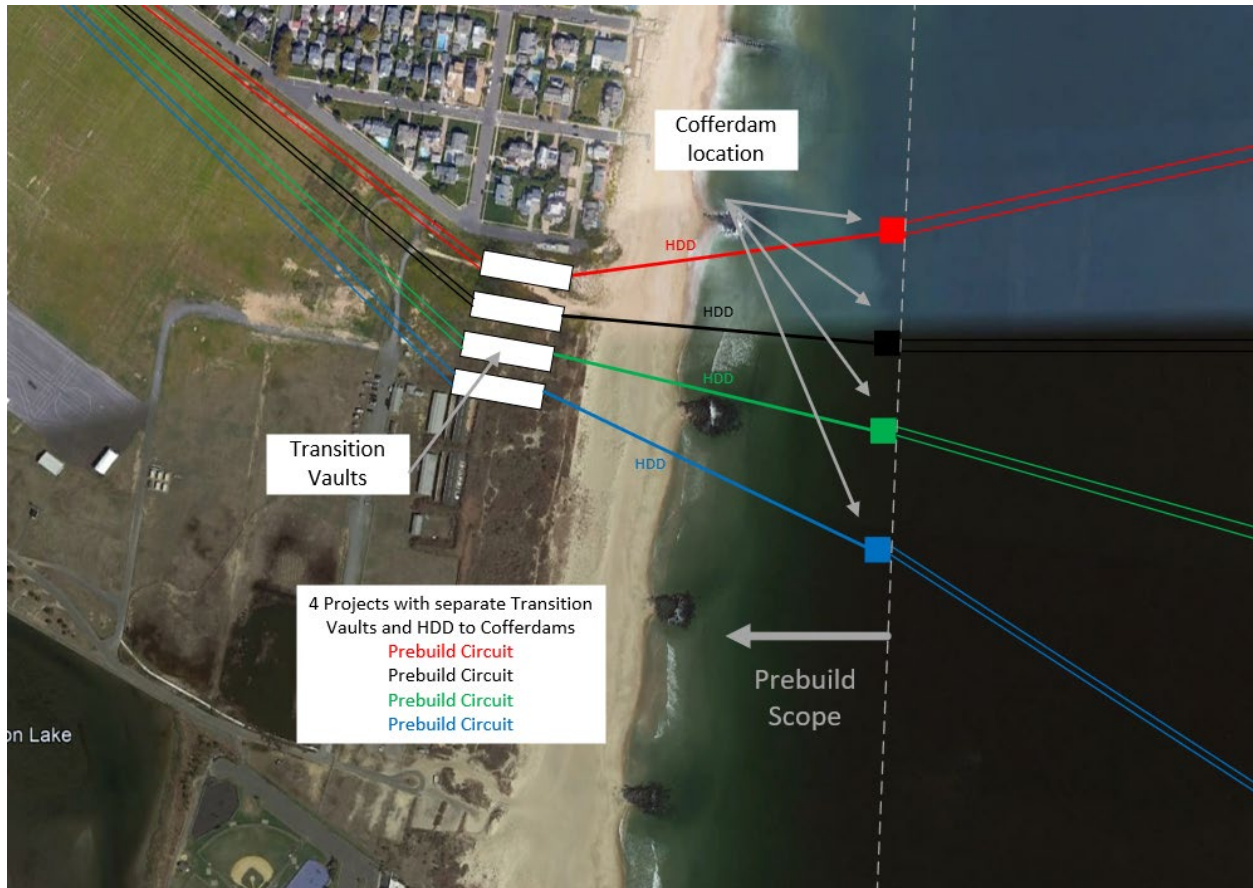 Cofferdam
location
HDD
HDD
HDD
HDD
Transition
Vaults
4 Projects with separate Transition
Vaults and HDD to Cofferdams
Prebuild Circuit
Prebuild Circuit
Prebuild Circuit
Prebuild Circuit
Prebuild
Scope
on Lake